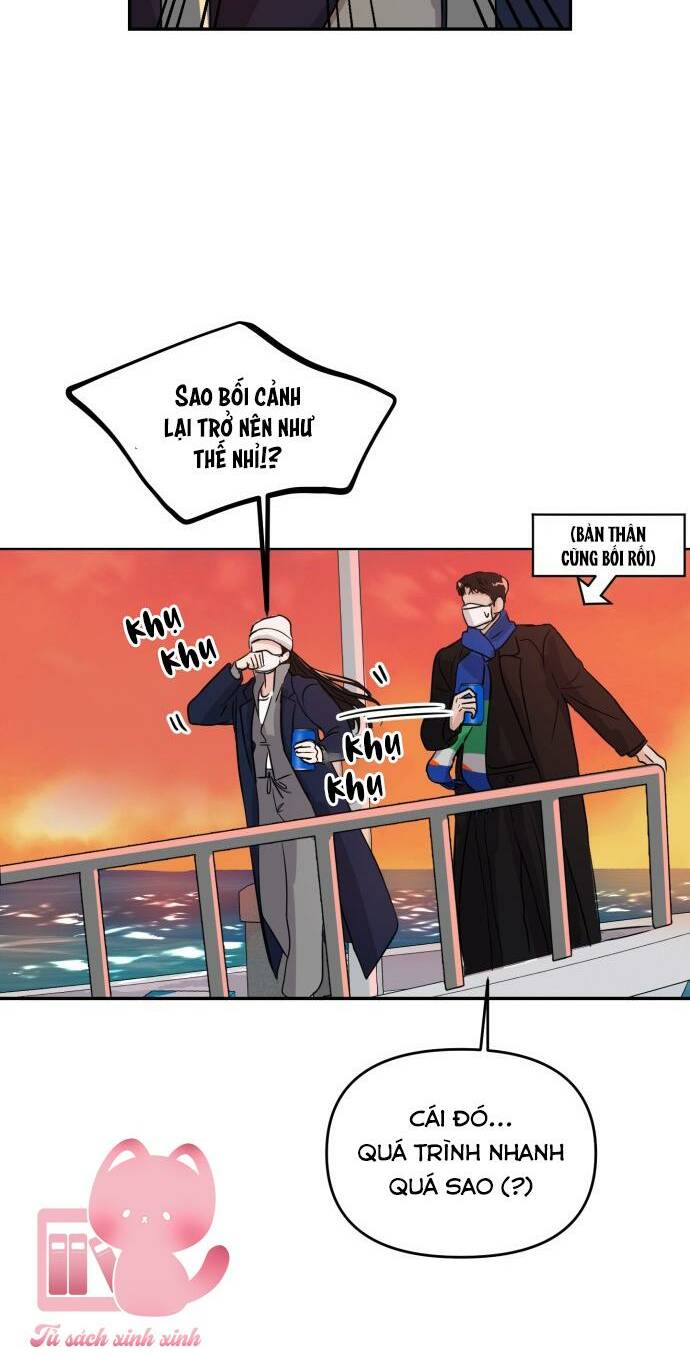 SAO BỐI CẢNH
LẠI TRỞ NÊN NHƯ
THẾ NHỈ!?
(BẢN THÂN
CŨNG BỐI RỐI)
KHỤ
KHỤ
KHỤ
KHỤ
CÁI ĐÓ...
QUÁ TRÌNH NHANH
QUÁ SAO (?)
Tủ sách xinh xinh